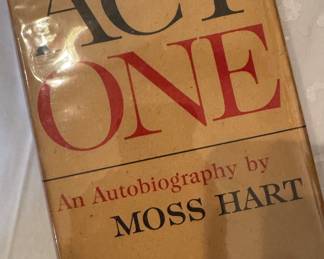 ACT
ONE
An Autobiography by
MOSS HART